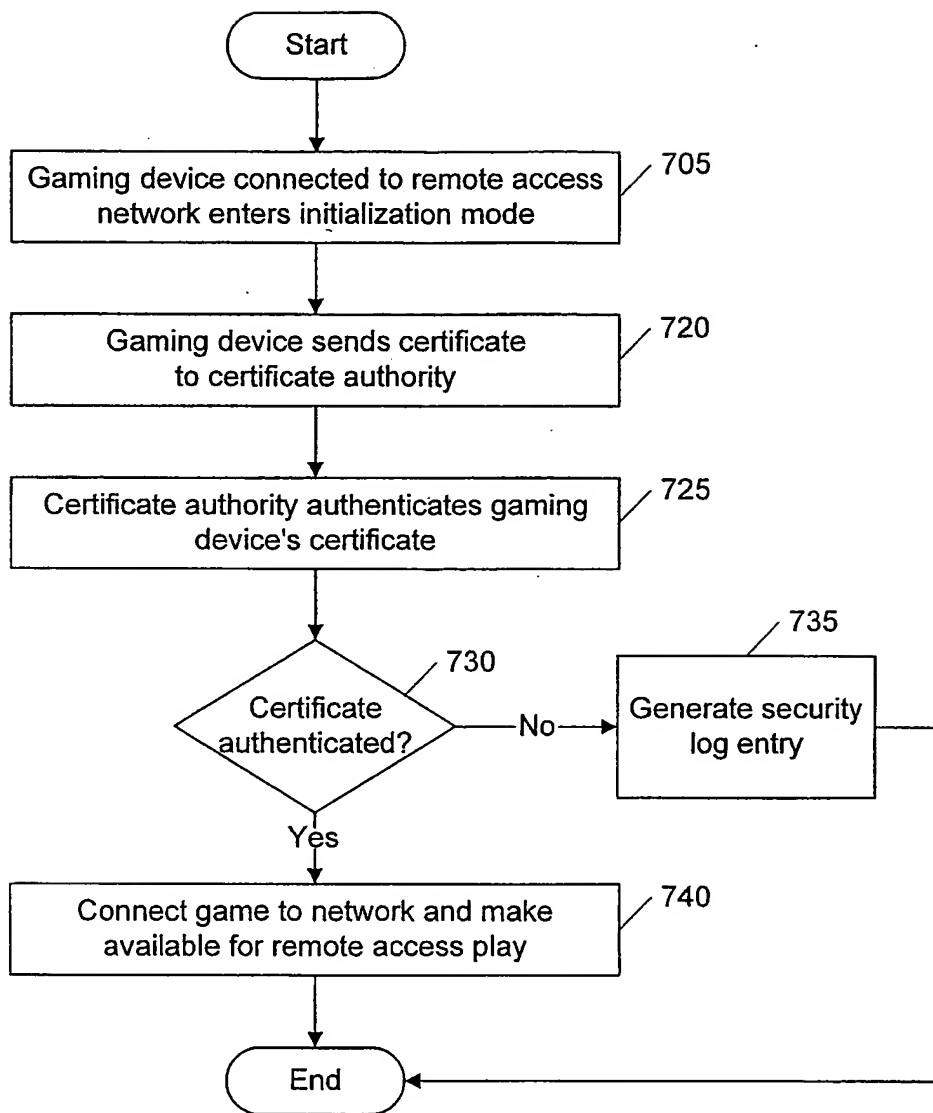 Start
Gaming device connected to remote access
network enters initialization mode
705
Gaming device sends certificate
to certificate authority
720
Certificate authority authenticates gaming
device's certificate
725
Certificate
authenticated?
730
No
Generate security
log entry
735
Yes
Connect game to network and make
available for remote access play
740
End